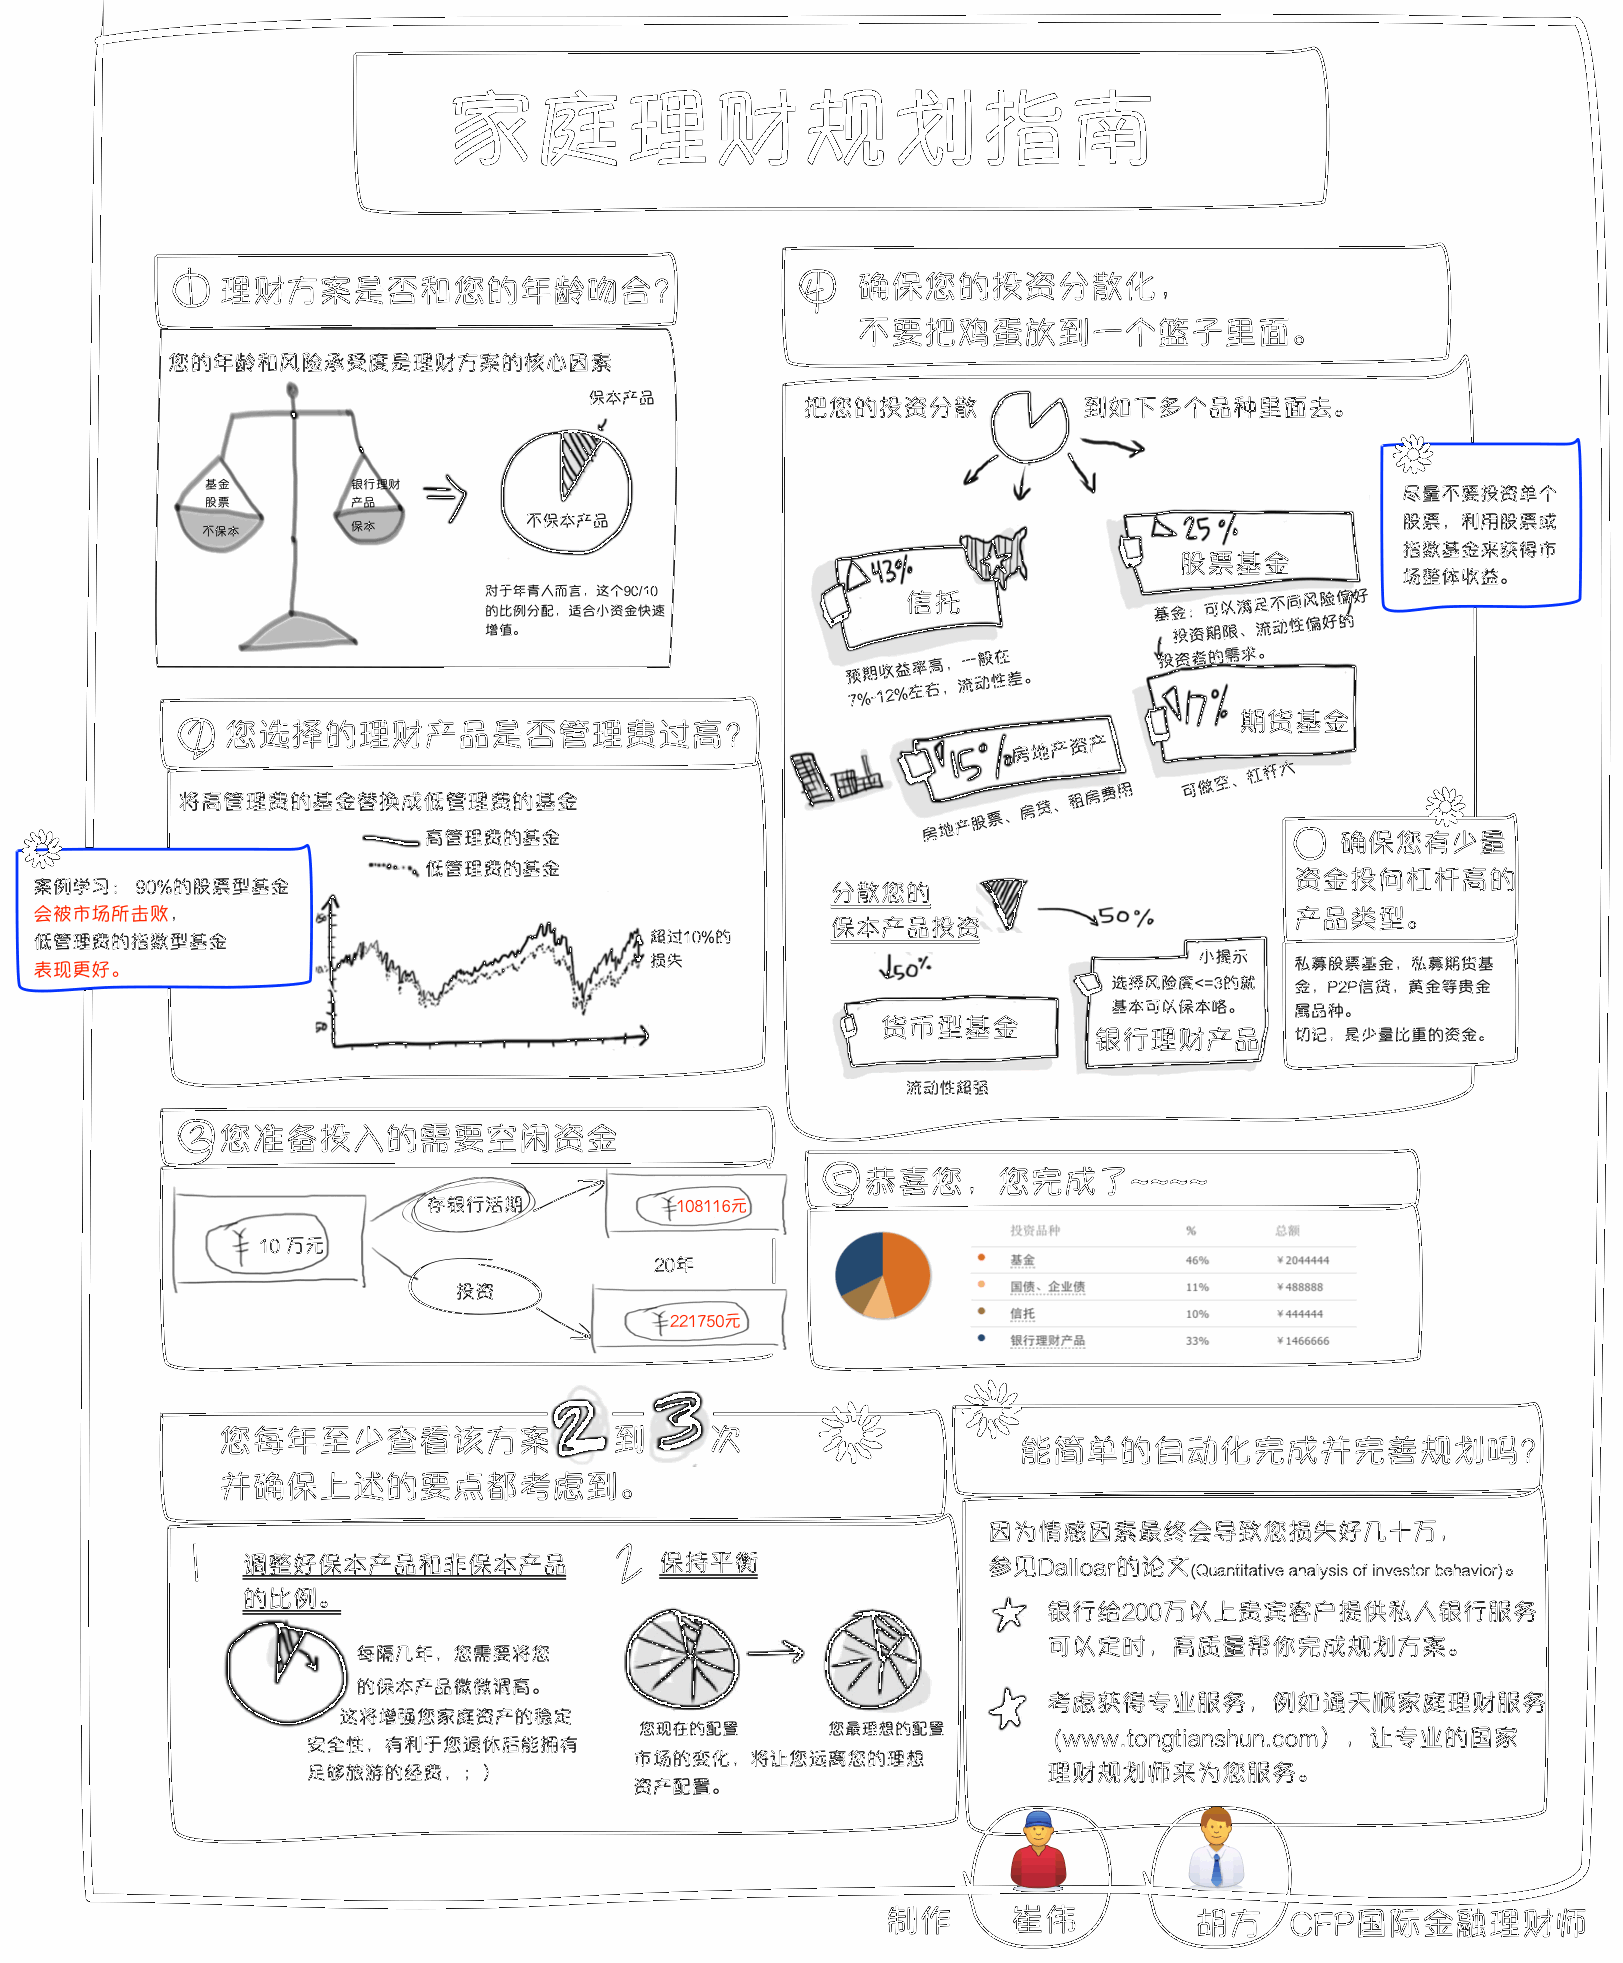 家庭理财规划指南
① 理财方案是否和您的年龄吻合?
您的年龄和风险承受度是理财方案的核心因素
保本产品
基金
股票
不保本
银行理财
产品
保本
不保本产品
对于年青人而言，这个90/10
的比例分配，适合小资金快速
增值。
② 您选择的理财产品是否管理费过高?
将高管理费的基金替换成低管理费的基金
高管理费的基金
低管理费的基金
案例学习： 90%的股票型基金
会被市场所击败，
低管理费的指数型基金
表现更好。
超过10%的
损失
③ 您准备投入的需要空闲资金
￥10万元
存银行活期
￥108116元
20年
投资
￥221750元
④ 确保您的投资分散化，
不要把鸡蛋放到一个篮子里面。
把您的投资分散 到如下多个品种里面去。
尽量不要投资单个
股票，利用股票或
指数基金来获得市
场整体收益。
43%
信托
预期收益率高，一般在
7%-12%左右，流动性差。
25%
股票基金
基金：可以满足不同风险偏好
投资期限、流动性偏好的
投资者的需求。
17% 期货基金
可做空、杠杆大
15% 房地产资产
房地产股票、房贷、租房费用
分散您的
保本产品投资
50%
50%
货币型基金
流动性超强
小提示
选择风险度<=3的就
基本可以保本咯。
银行理财产品
确保您有少量
资金投向杠杆高的
产品类型。
私募股票基金，私募期货基
金，P2P信贷，黄金等贵金
属品种。
切记，是少量比重的资金。
⑤ 恭喜您，您完成了~~~~
投资品种 % 总额
基金 46% ￥2044444
国债、企业债 11% ￥488888
信托 10% ￥444444
银行理财产品 33% ￥1466666
您每年至少查看该方案2到3次
并确保上述的要点都考虑到。
1 调整好保本产品和非保本产品
的比例。
每隔几年，您需要将您
的保本产品微微调高。
这将增强您家庭资产的稳定
安全性，有利于您退休后能拥有
足够旅游的经费，；）
2 保持平衡
您现在的配置
您最理想的配置
市场的变化，将让您远离您的理想
资产配置。
能简单的自动化完成并完善规划吗?
因为情感因素最终会导致您损失好几十万，
参见Dalloar的论文(Quantitative analysis of investor behavior)。
银行给200万以上贵宾客户提供私人银行服务
可以定时，高质量帮你完成规划方案。
考虑获得专业服务，例如通天顺家庭理财服务
（www.tongtianshun.com），让专业的国家
理财规划师来为您服务。
制作 崔伟 胡方 CFP国际金融理财师